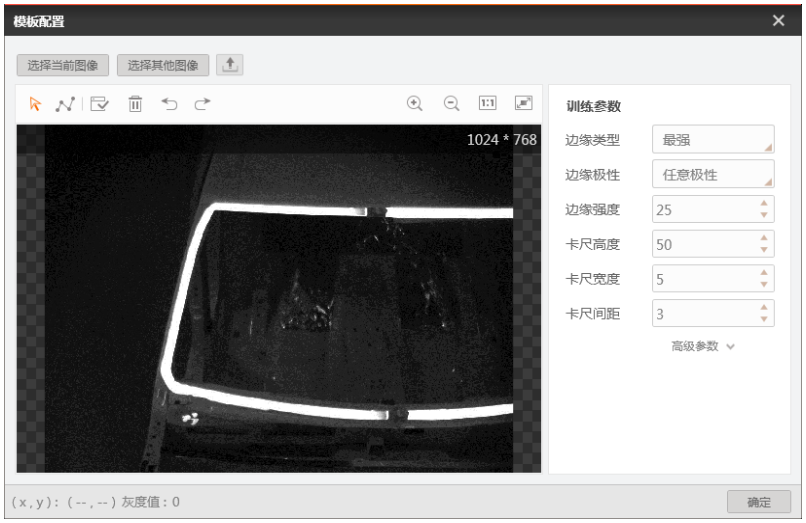 模板配置
选择当前图像 选择其他图像
1:1
1024 * 768
训练参数
边缘类型 最强
边缘极性 任意极性
边缘强度 25
卡尺高度 50
卡尺宽度 5
卡尺间距 3
高级参数
(x,y): (--,--) 灰度值: 0
确定